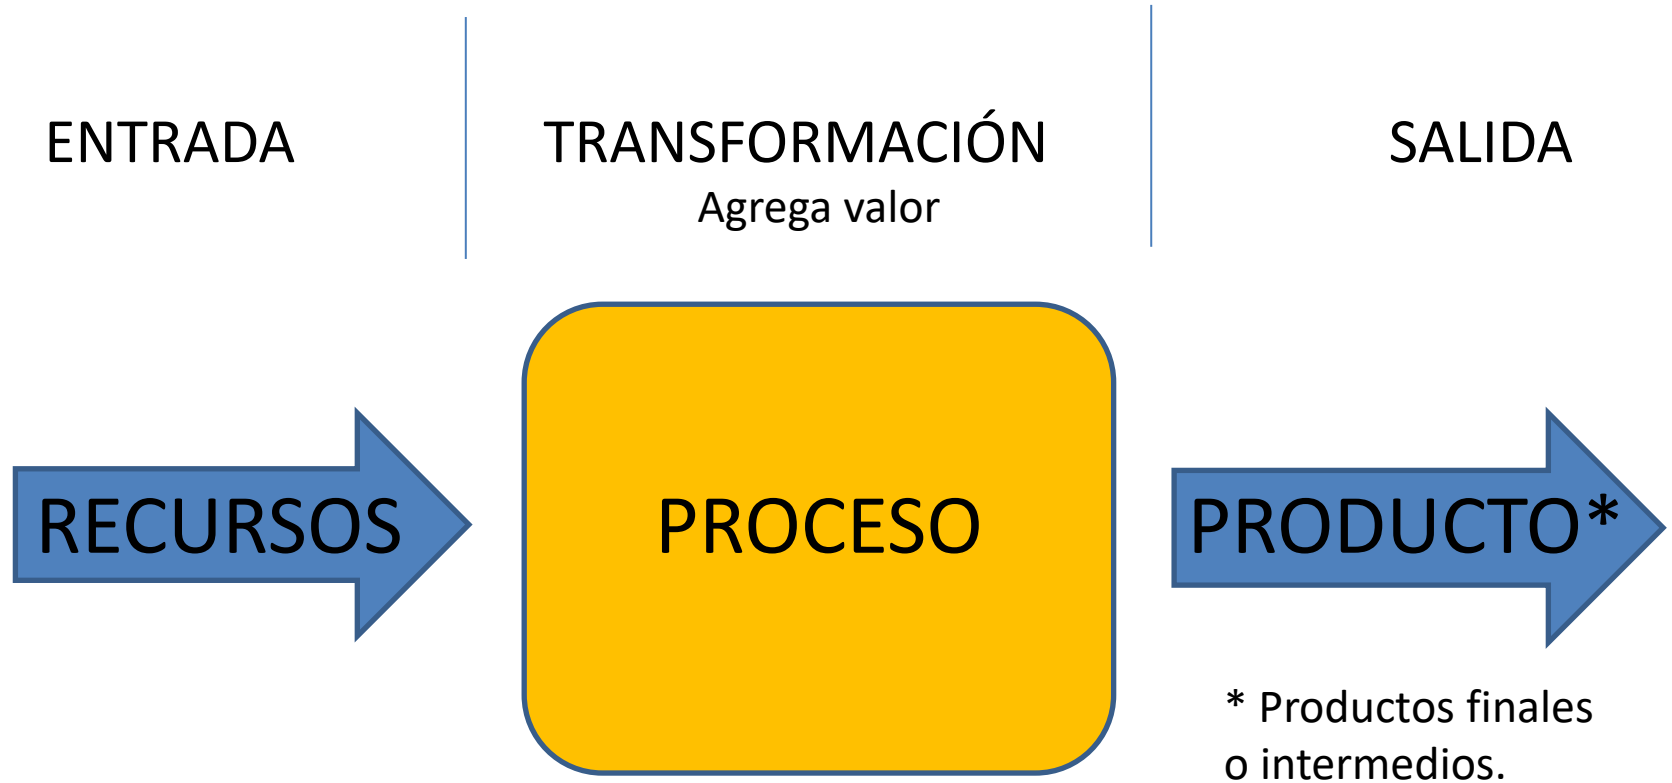 ENTRADA
TRANSFORMACIÓN
SALIDA
Agrega valor
RECURSOS
PROCESO
PRODUCTO*
* Productos finales
o intermedios.